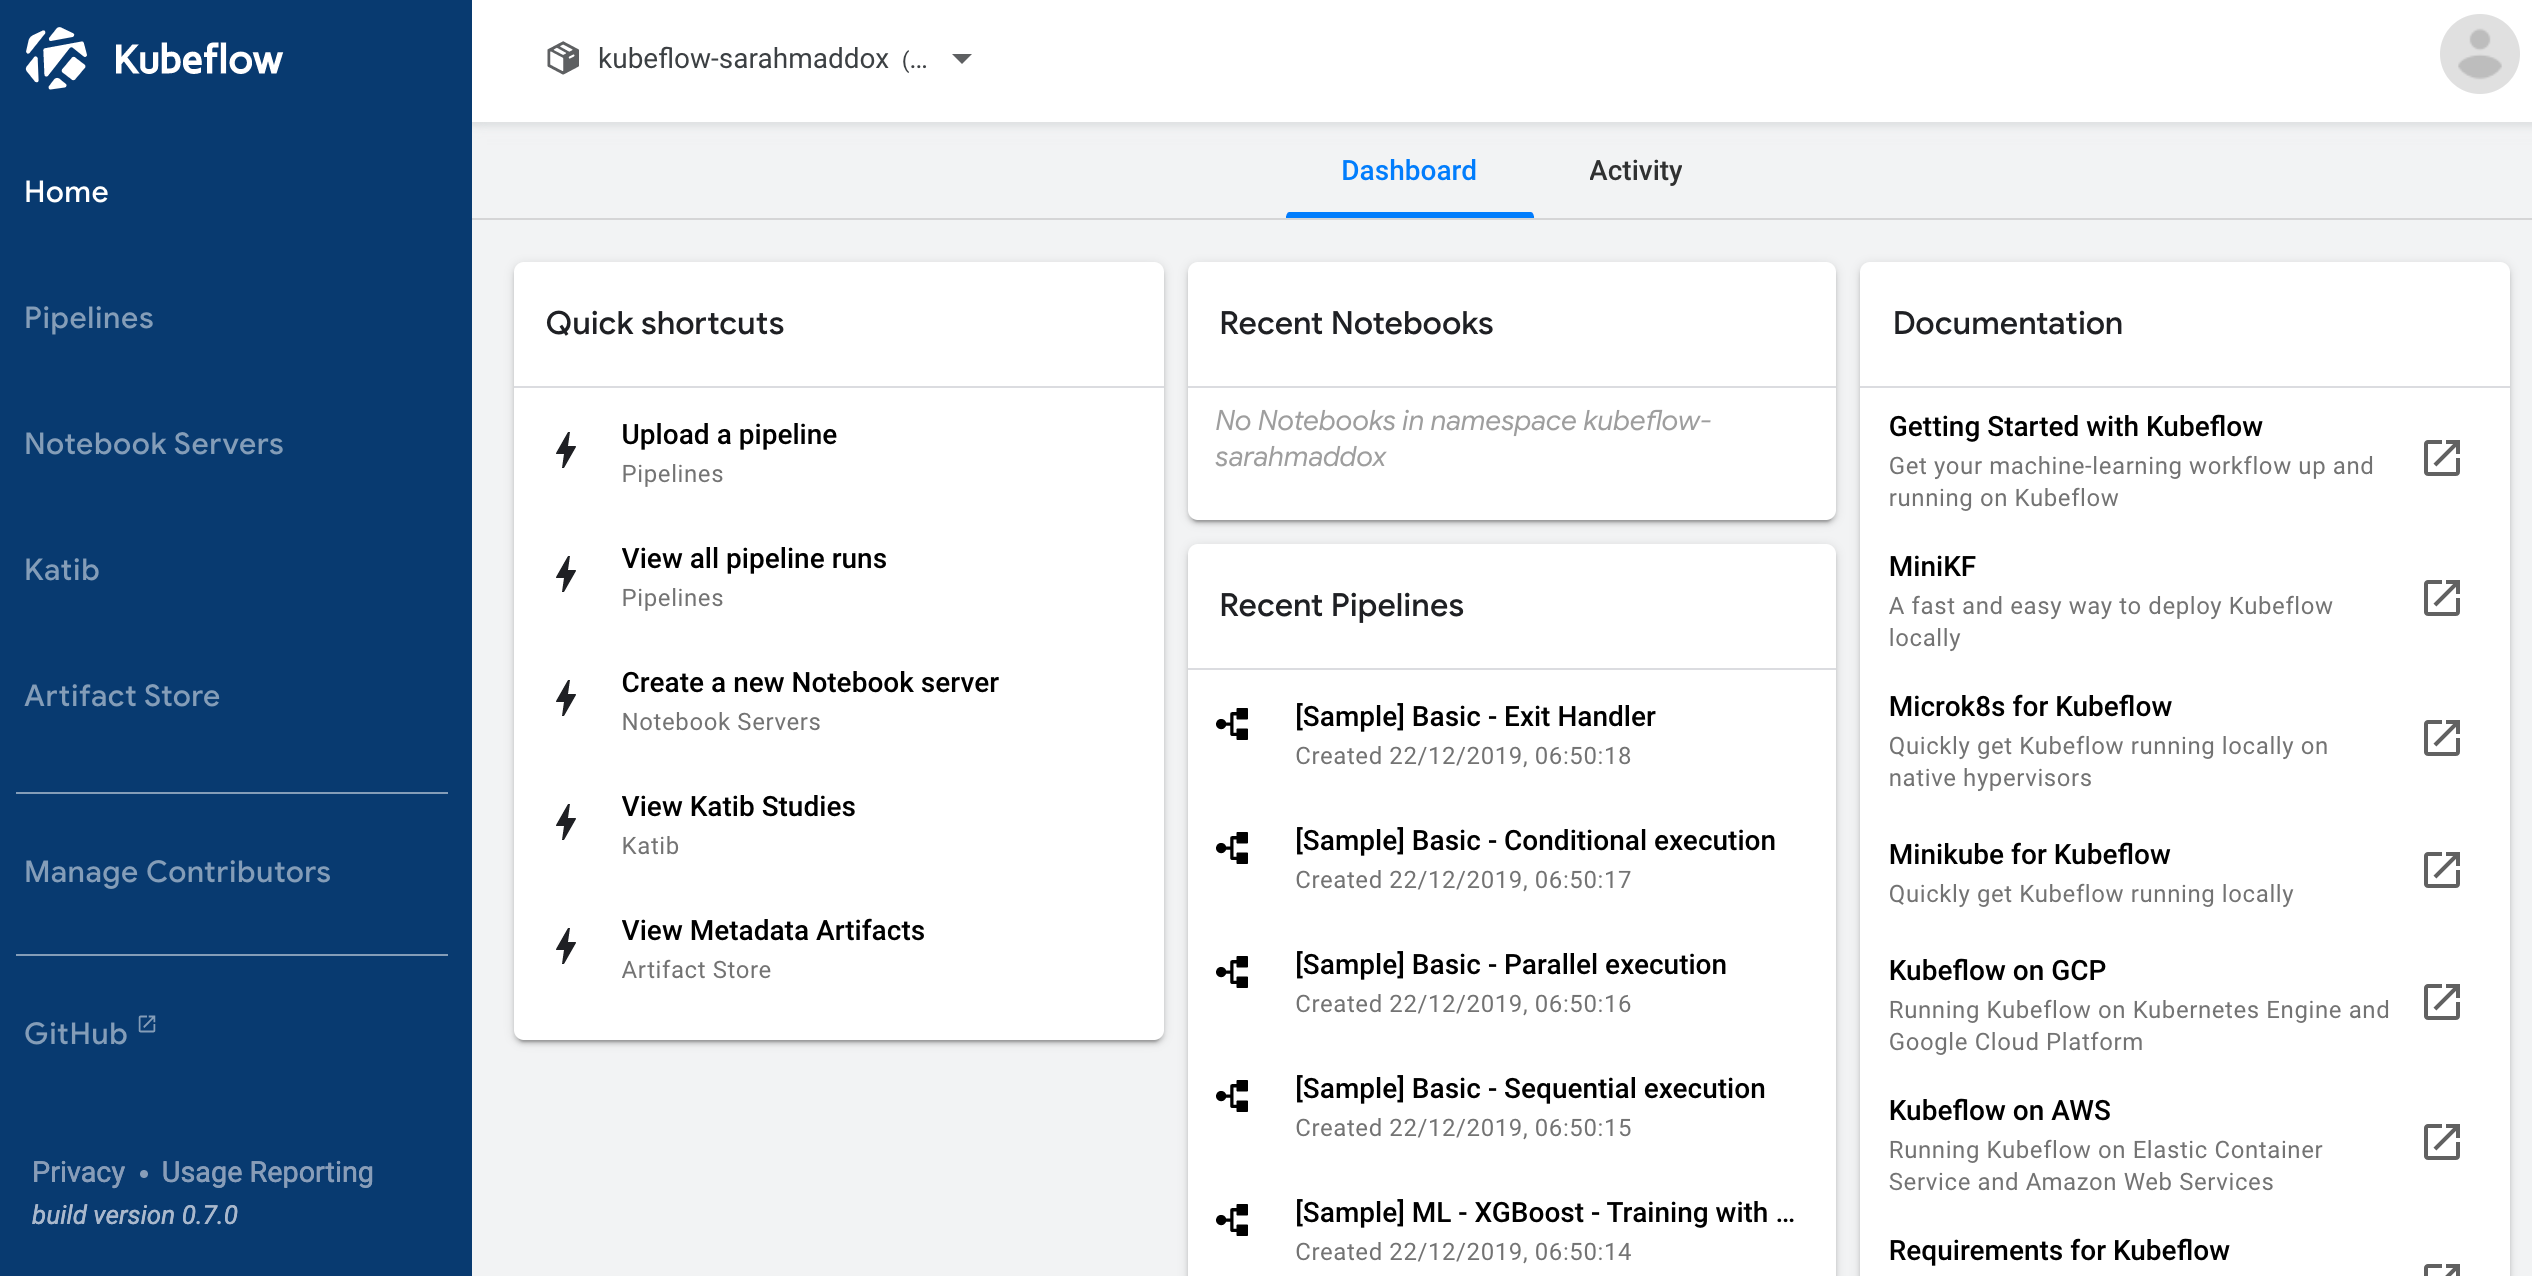 Kubeflow
Home
Pipelines
Notebook Servers
Katib
Artifact Store
Manage Contributors
GitHub
Privacy • Usage Reporting
build version 0.7.0
kubeflow-sarahmaddox (...
Dashboard
Activity
Quick shortcuts
Upload a pipeline
Pipelines
View all pipeline runs
Pipelines
Create a new Notebook server
Notebook Servers
View Katib Studies
Katib
View Metadata Artifacts
Artifact Store
Recent Notebooks
No Notebooks in namespace kubeflow-
sarahmaddox
Recent Pipelines
[Sample] Basic - Exit Handler
Created 22/12/2019, 06:50:18
[Sample] Basic - Conditional execution
Created 22/12/2019, 06:50:17
[Sample] Basic - Parallel execution
Created 22/12/2019, 06:50:16
[Sample] Basic - Sequential execution
Created 22/12/2019, 06:50:15
[Sample] ML - XGBoost - Training with ...
Created 22/12/2019, 06:50:14
Documentation
Getting Started with Kubeflow
Get your machine-learning workflow up and
running on Kubeflow
MiniKF
A fast and easy way to deploy Kubeflow
locally
Microk8s for Kubeflow
Quickly get Kubeflow running locally on
native hypervisors
Minikube for Kubeflow
Quickly get Kubeflow running locally
Kubeflow on GCP
Running Kubeflow on Kubernetes Engine and
Google Cloud Platform
Kubeflow on AWS
Running Kubeflow on Elastic Container
Service and Amazon Web Services
Requirements for Kubeflow